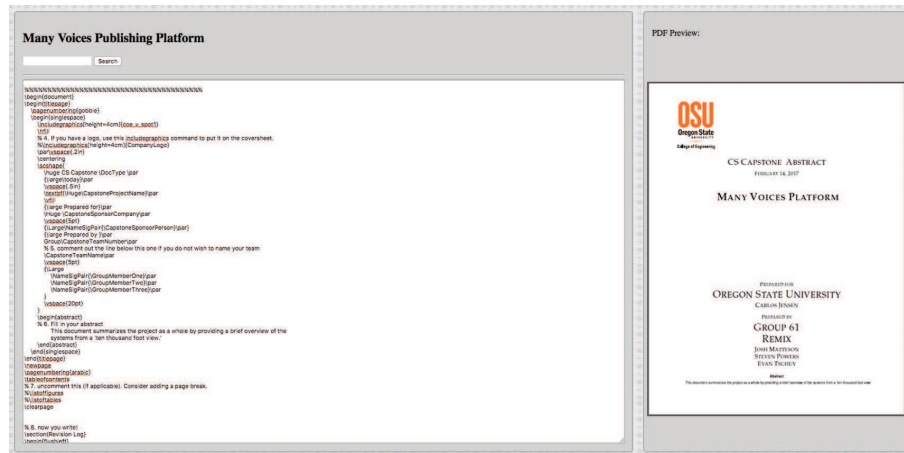 Many Voices Publishing Platform
Search
%%%%%%%%%%%%%%%%%%%%%%%%%%%%%%%%%%%%%%%%
\begin{document}
\begin{titlepage}
\pagenumbering{gobble}
\begin{singlespace}
\includegraphics[height=4cm]{coe_v_spot1}
\hfill
% 4. If you have a logo, use this includegraphics command to put it on the coversheet.
%\includegraphics[height=4cm]{CompanyLogo}
\par\vspace{.2in}
\centering
\scshape{
\huge CS Capstone \DocType \par
{\large\today}\par
\vspace{.5in}
\textbf{\Huge\CapstoneProjectName}\par
\vfill
{\large Prepared for}\par
\Huge \CapstoneSponsorCompany\par
\vspace{5pt}
{\Large\NameSigPair{\CapstoneSponsorPerson}\par}
{\large Prepared by }\par
Group\CapstoneTeamNumber\par
% 5. comment out the line below this one if you do not wish to name your team
\CapstoneTeamName\par
\vspace{5pt}
{\Large
\NameSigPair{\GroupMemberOne}\par
\NameSigPair{\GroupMemberTwo}\par
\NameSigPair{\GroupMemberThree}\par
}
\vspace{20pt}
}
\begin{abstract}
% 6. Fill in your abstract
This document summarizes the project as a whole by providing a brief overview of the
systems from a 'ten thousand foot view.'
\end{abstract}
\end{singlespace}
\end{titlepage}
\newpage
\pagenumbering{arabic}
\tableofcontents
% 7. uncomment this (if applicable). Consider adding a page break.
%\listoffigures
%\listoftables
\clearpage
% 8. now you write!
\section{Revision Log}
\begin{flushleft}
PDF Preview:
OSU
Oregon State
UNIVERSITY
College of Engineering
CS CAPSTONE ABSTRACT
FEBRUARY 14, 2017
MANY VOICES PLATFORM
PREPARED FOR
OREGON STATE UNIVERSITY
CARLOS JENSEN
PREPARED BY
GROUP 61
REMIX
JOSH MATTESON
STEVEN POWERS
EVAN TSCHUY
Abstract
This document summarizes the project as a whole by providing a brief overview of the systems from a 'ten thousand foot view.'